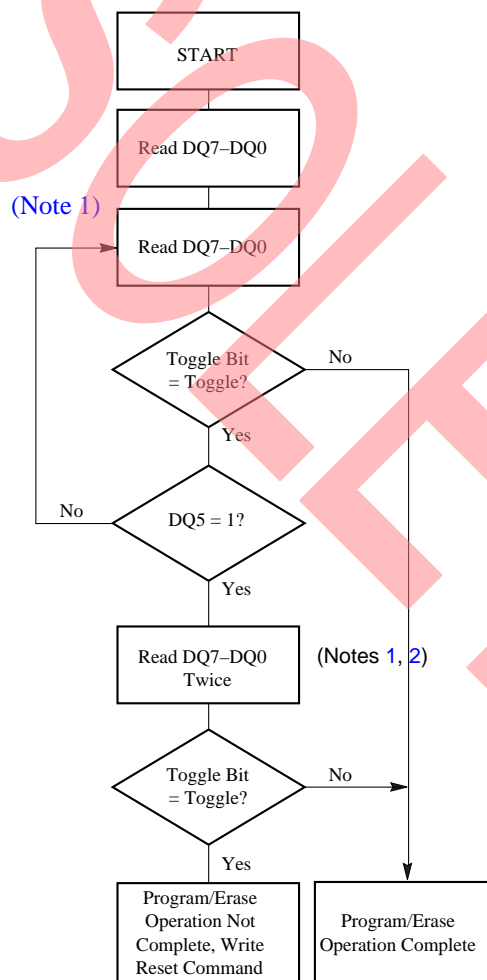 START
Read DQ7–DQ0
(Note 1)
Read DQ7–DQ0
Toggle Bit
= Toggle?
No
Yes
DQ5 = 1?
No
Yes
Read DQ7–DQ0
Twice
(Notes 1, 2)
Toggle Bit
= Toggle?
No
Yes
Program/Erase
Operation Not
Complete, Write
Reset Command
Program/Erase
Operation Complete